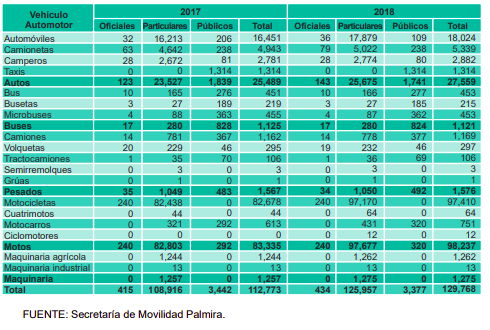 Vehículo Automotor 2017 2018
Oficiales Particulares Públicos Total Oficiales Particulares Públicos Total
Automóviles 32 16,213 206 16,451 36 17,879 109 18,024
Camionetas 63 4,642 238 4,943 79 5,022 238 5,339
Camperos 28 2,672 81 2,781 28 2,774 80 2,882
Taxis 0 0 1,314 1,314 0 0 1,314 1,314
Autos 123 23,527 1,839 25,489 143 25,675 1,741 27,559
Bus 10 165 276 451 10 166 277 453
Busetas 3 27 189 219 3 27 185 215
Microbuses 4 88 363 455 4 87 362 453
Buses 17 280 828 1,125 17 280 824 1,121
Camiones 14 781 367 1,162 14 778 377 1,169
Volquetas 20 229 46 295 19 232 46 297
Tractocamiones 1 35 70 106 1 36 69 106
Semirremolques 0 3 0 3 0 3 0 3
Grúas 0 1 0 1 0 1 0 1
Pesados 35 1,049 483 1,567 34 1,050 492 1,576
Motocicletas 240 82,438 0 82,678 240 97,170 0 97,410
Cuatrimotos 0 44 0 44 0 64 0 64
Motocarros 0 321 292 613 0 431 320 751
Ciclomotores 0 0 0 0 0 12 0 12
Motos 240 82,803 292 83,335 240 97,677 320 98,237
Maquinaria agrícola 0 1,244 0 1,244 0 1,262 0 1,262
Maquinaria industrial 0 13 0 13 0 13 0 13
Maquinaria 0 1,257 0 1,257 0 1,275 0 1,275
Total 415 108,916 3,442 112,773 434 125,957 3,377 129,768
FUENTE: Secretaría de Movilidad Palmira.